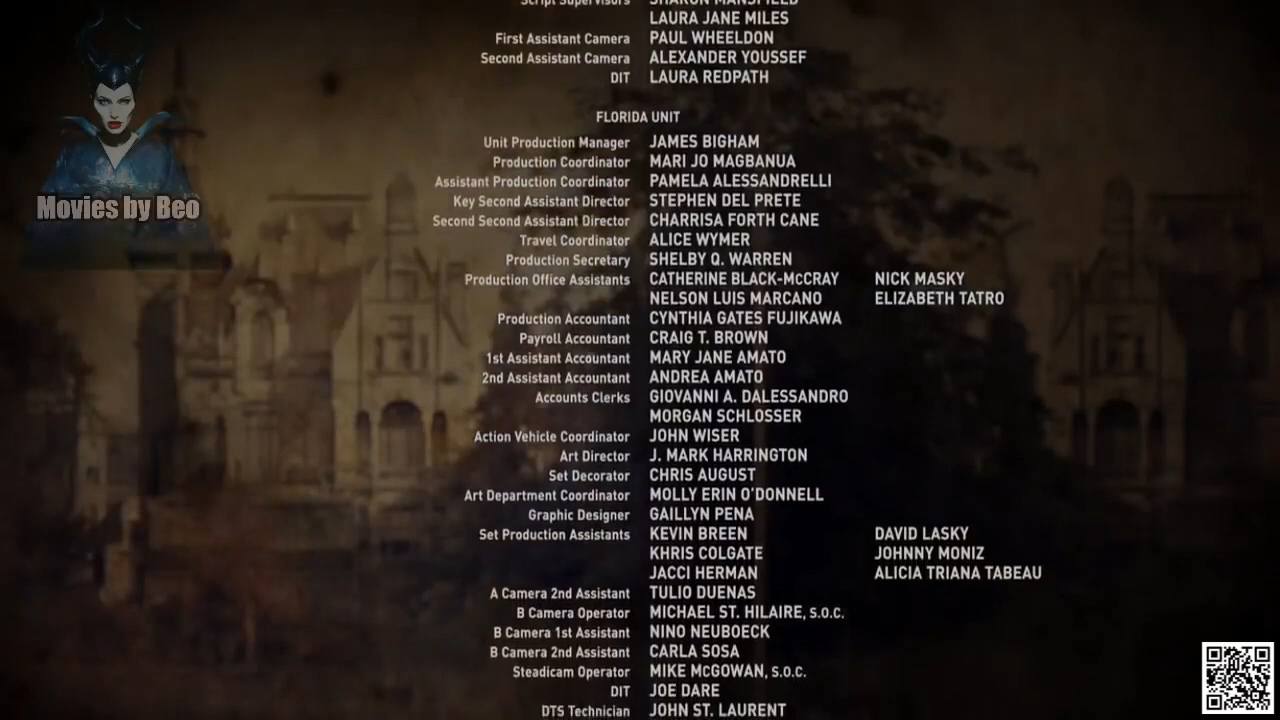 Script Supervisors SHARON MANSFIELD
LAURA JANE MILES
First Assistant Camera PAUL WHEELDON
Second Assistant Camera ALEXANDER YOUSSEF
DIT LAURA REDPATH
FLORIDA UNIT
Unit Production Manager JAMES BIGHAM
Production Coordinator MARI JO MAGBANUA
Assistant Production Coordinator PAMELA ALESSANDRELLI
Key Second Assistant Director STEPHEN DEL PRETE
Second Second Assistant Director CHARRISA FORTH CANE
Travel Coordinator ALICE WYMER
Production Secretary SHELBY Q. WARREN
Production Office Assistants CATHERINE BLACK-McCRAY NICK MASKY
NELSON LUIS MARCANO ELIZABETH TATRO
Production Accountant CYNTHIA GATES FUJIKAWA
Payroll Accountant CRAIG T. BROWN
1st Assistant Accountant MARY JANE AMATO
2nd Assistant Accountant ANDREA AMATO
Accounts Clerks GIOVANNI A. DALESSANDRO
MORGAN SCHLOSSER
Action Vehicle Coordinator JOHN WISER
Art Director J. MARK HARRINGTON
Set Decorator CHRIS AUGUST
Art Department Coordinator MOLLY ERIN O'DONNELL
Graphic Designer GAILLYN PENA
Set Production Assistants KEVIN BREEN DAVID LASKY
KHRIS COLGATE JOHNNY MONIZ
JACCI HERMAN ALICIA TRIANA TABEAU
A Camera 2nd Assistant TULIO DUENAS
B Camera Operator MICHAEL ST. HILAIRE, S.O.C.
B Camera 1st Assistant NINO NEUBOECK
B Camera 2nd Assistant CARLA SOSA
Steadicam Operator MIKE McGOWAN, S.O.C.
DIT JOE DARE
DTS Technician JOHN ST. LAURENT
Movies by Beo